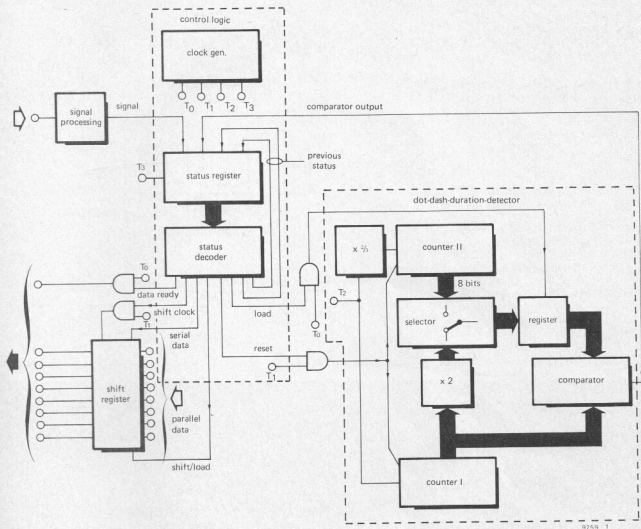 control logic
clock gen.
T0 T1 T2 T3
signal processing
signal
comparator output
previous status
T3
status register
dot-dash-duration-detector
status decoder
x ⅔
counter II
T0
data ready
T2
8 bits
shift clock
T1
load
T0
selector
register
serial data
reset
T1
x 2
comparator
shift register
parallel data
shift/load
counter I
9759 1